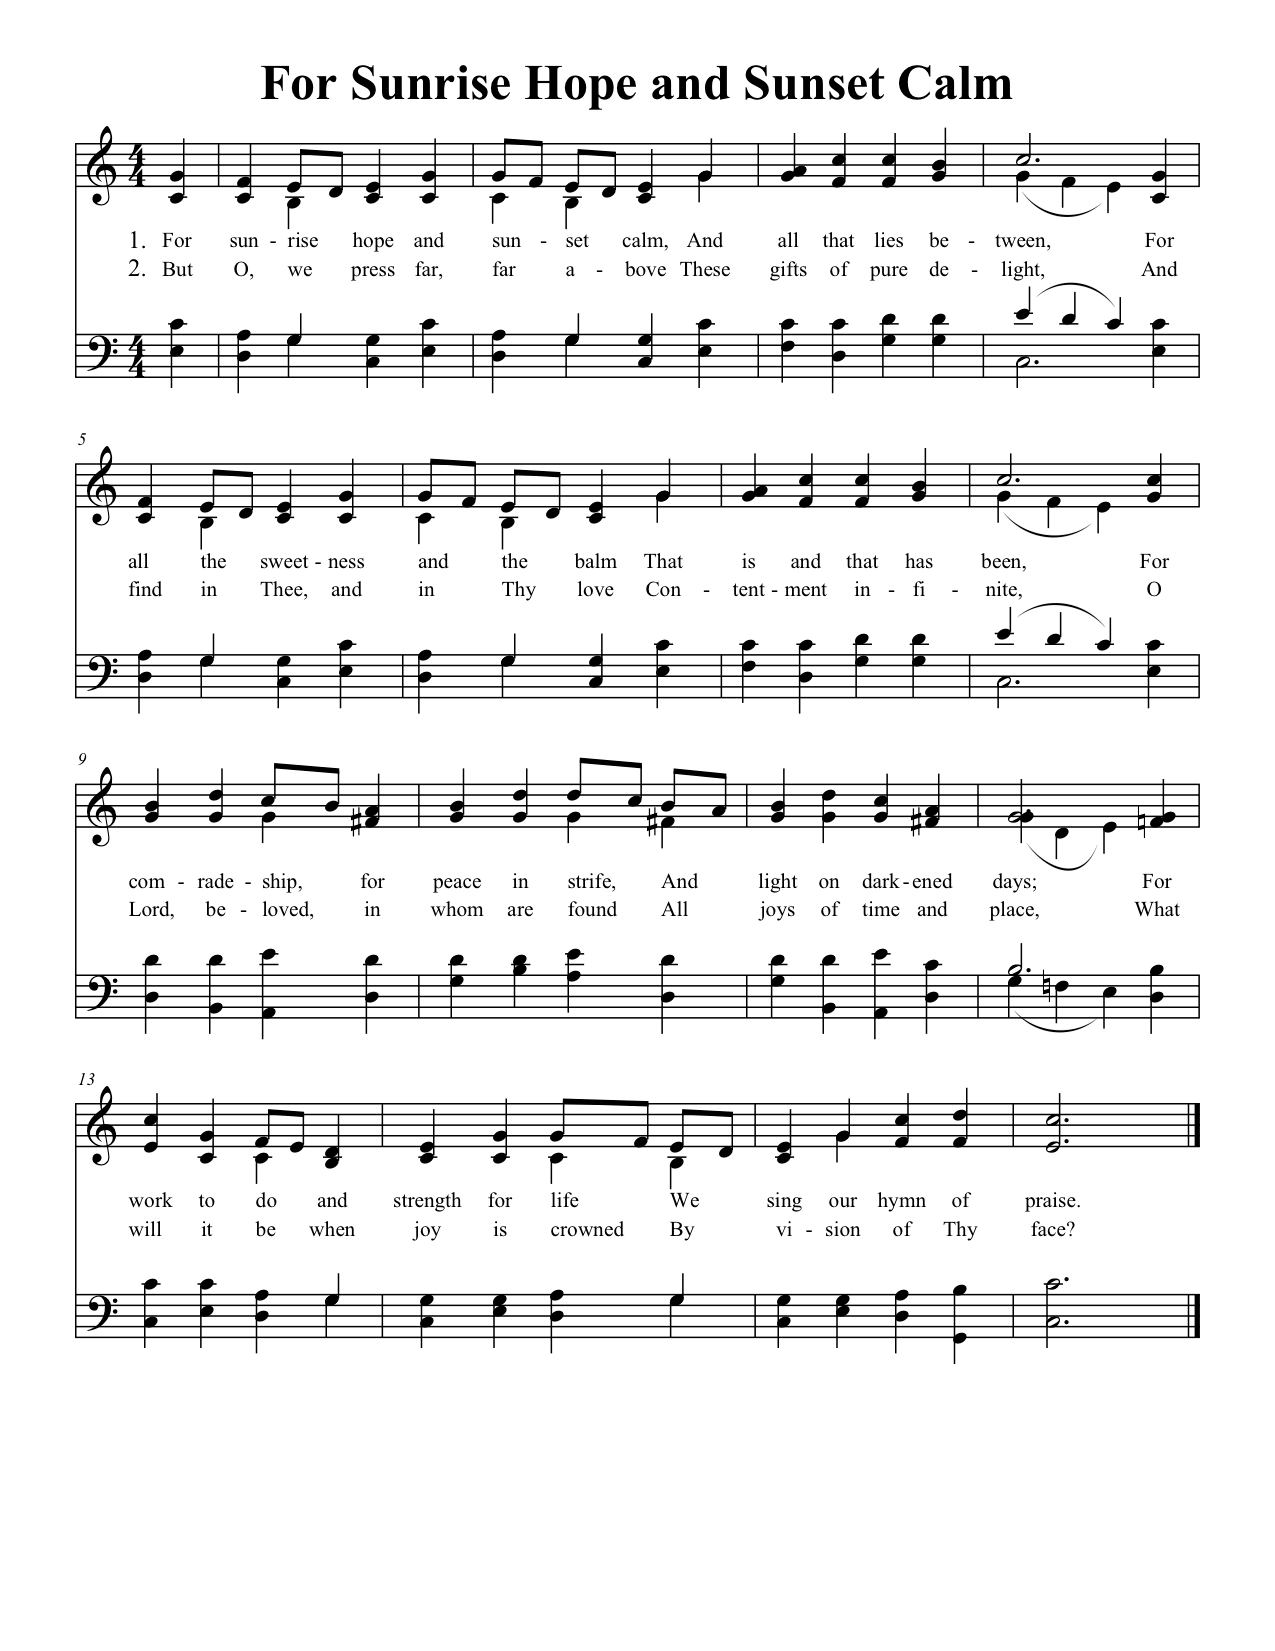 For Sunrise Hope and Sunset Calm
4 4
1. For sun - rise hope and sun - set calm, And all that lies be - tween, For
2. But O, we press far, far a - bove These gifts of pure de - light, And
4 4
5
all the sweet - ness and the balm That is and that has been, For
find in Thee, and in Thy love Con - tent - ment in - fi - nite, O
9
com - rade - ship, for peace in strife, And light on dark - ened days; For
Lord, be - loved, in whom are found All joys of time and place, What
13
work to do and strength for life We sing our hymn of praise.
will it be when joy is crowned By vi - sion of Thy face?